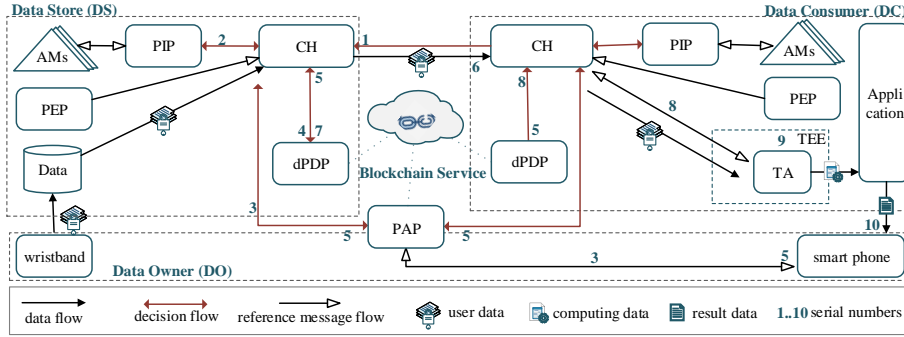 Data Store (DS)
Data Consumer (DC)
AMs
PIP
2
CH
1
CH
PIP
AMs
5
6
8
PEP
PEP
Appli
cation
8
4
7
5
9
TEE
dPDP
dPDP
Data
Blockchain Service
TA
3
5
PAP
5
10
wristband
3
5
smart phone
Data Owner (DO)
data flow
decision flow
reference message flow
user data
computing data
result data
1..10 serial numbers